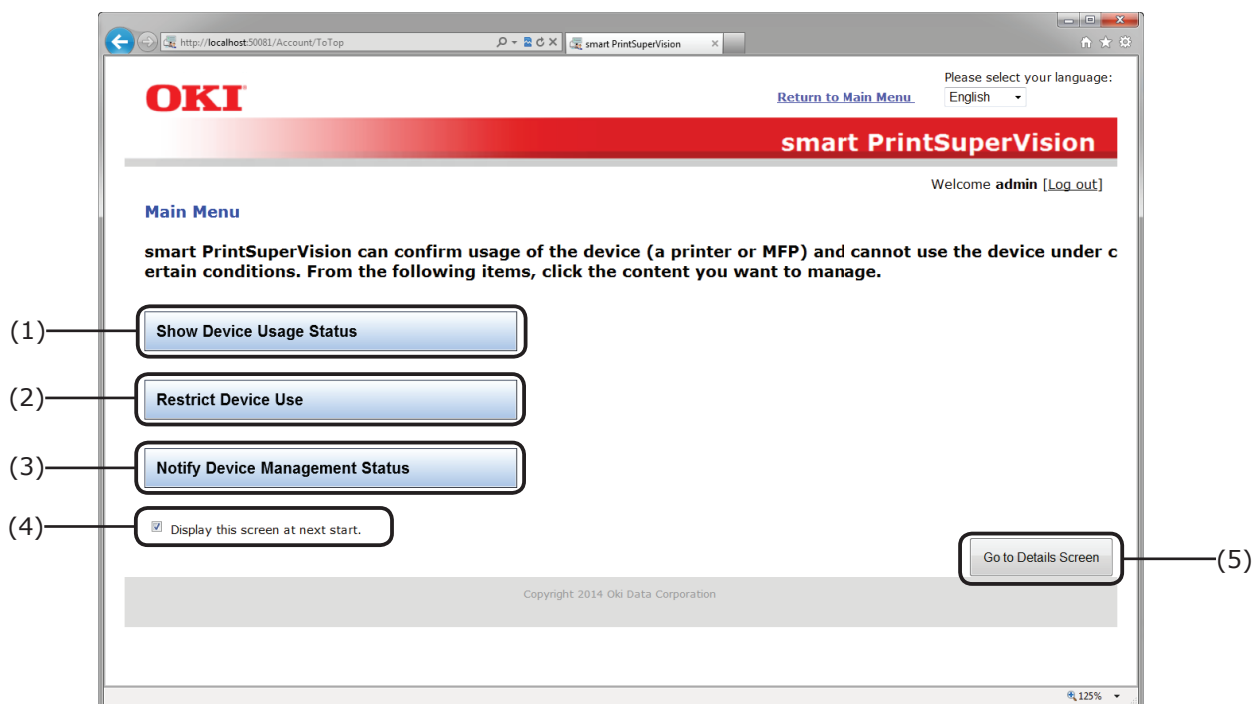 http://localhost:50081/Account/ToTop
smart PrintSuperVision
Please select your language:
OKI
Return to Main Menu
English
smart PrintSuperVision
Welcome admin [Log out]
Main Menu
smart PrintSuperVision can confirm usage of the device (a printer or MFP) and cannot use the device under c
ertain conditions. From the following items, click the content you want to manage.
(1)
Show Device Usage Status
(2)
Restrict Device Use
(3)
Notify Device Management Status
(4)
Display this screen at next start.
Go to Details Screen
(5)
Copyright 2014 Oki Data Corporation
125%